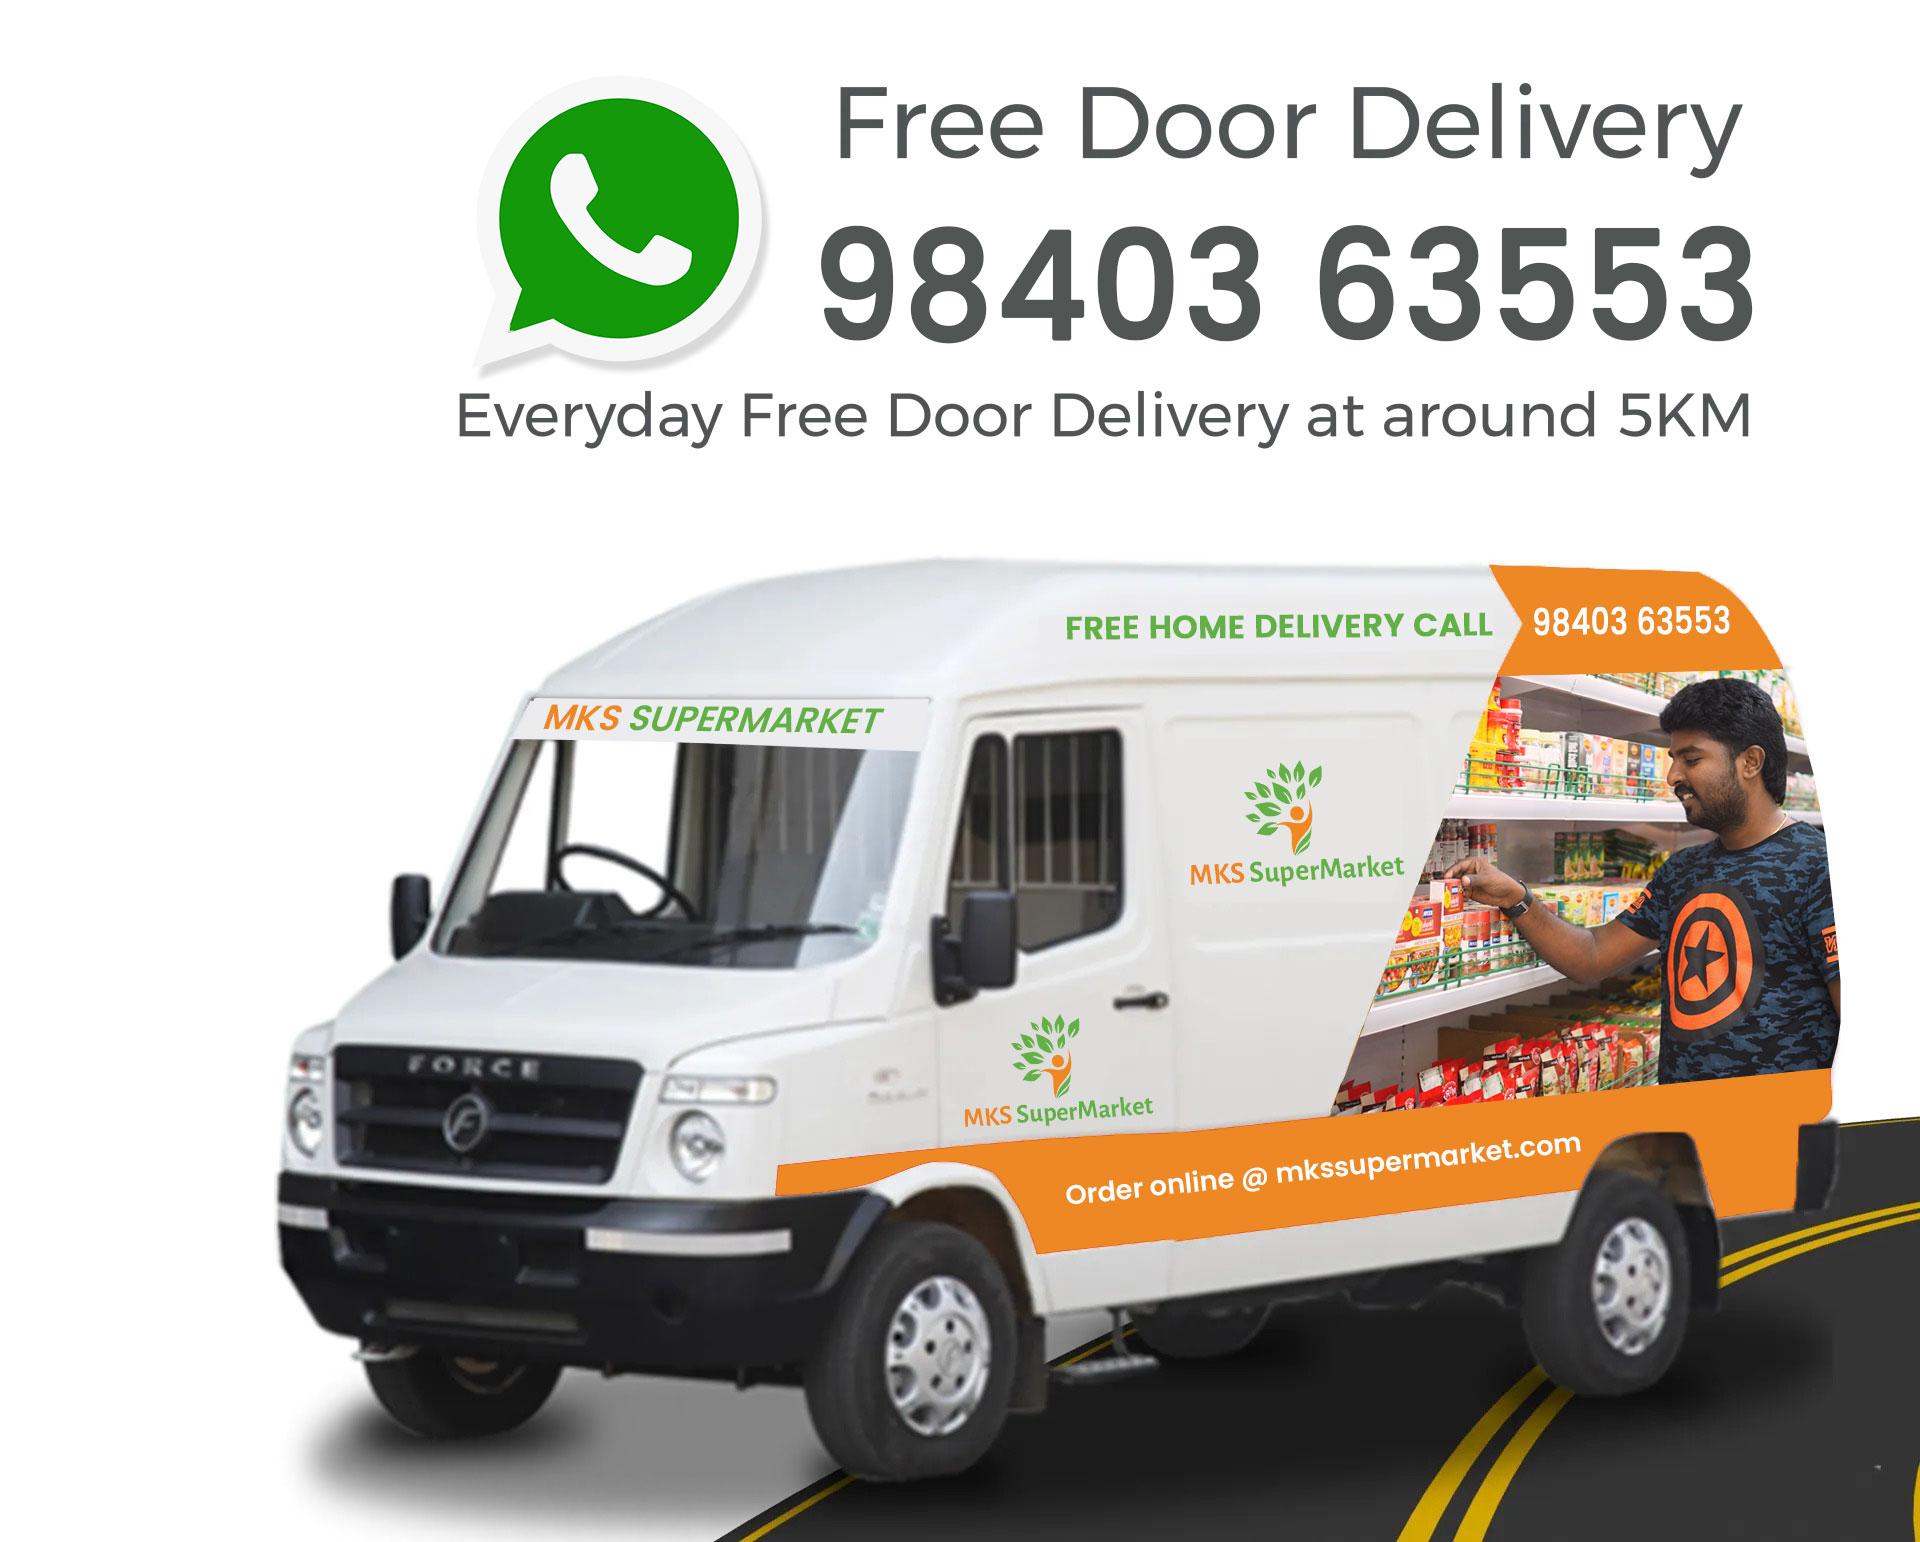 Free Door Delivery
98403 63553
Everyday Free Door Delivery at around 5KM
FREE HOME DELIVERY CALL 98403 63553
MKS SUPERMARKET
MKS SuperMarket
MKS SuperMarket
FORCE
Order online @ mkssupermarket.com